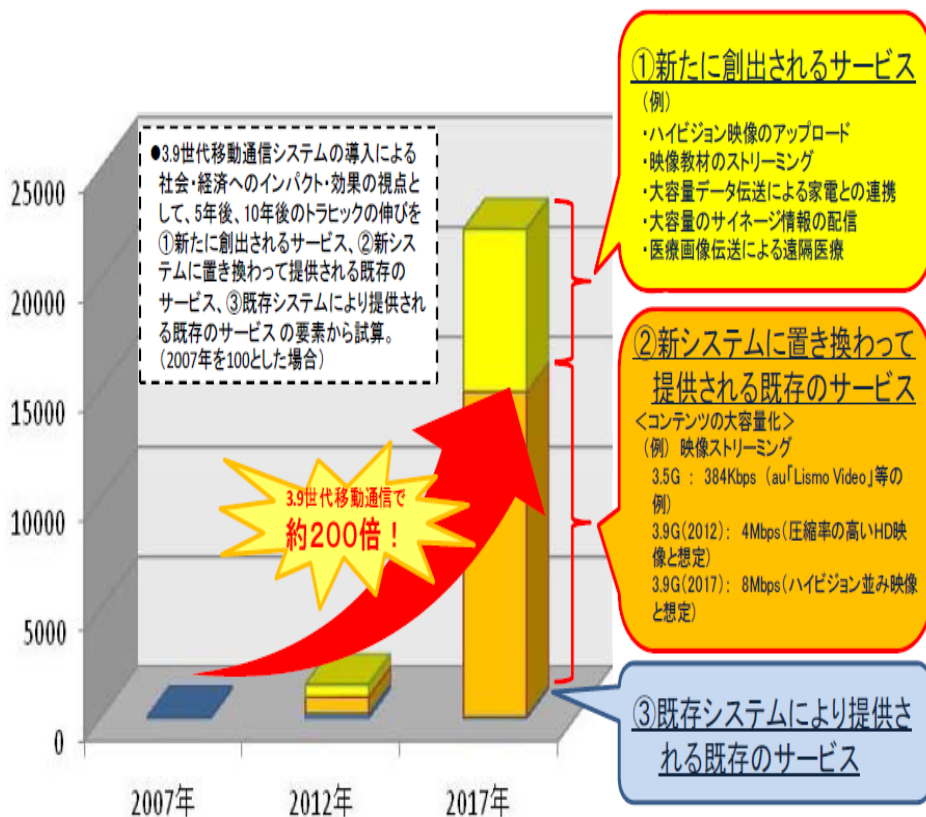 ●3.9世代移動通信システムの導入による
社会・経済へのインパクト・効果の視点と
して、5年後、10年後のトラヒックの伸びを
①新たに創出されるサービス、②新シス
テムに置き換わって提供される既存の
サービス、③既存システムにより提供され
る既存のサービスの要素から試算。
(2007年を100とした場合)
25000
20000
15000
10000
5000
0
2007年
2012年
2017年
3.9世代移動通信で
約200倍！
①新たに創出されるサービス
(例)
・ハイビジョン映像のアップロード
・映像教材のストリーミング
・大容量データ伝送による家電との連携
・大容量のサイネージ情報の配信
・医療画像伝送による遠隔医療
②新システムに置き換わって
提供される既存のサービス
<コンテンツの大容量化>
(例) 映像ストリーミング
3.5G : 384Kbps (au「Lismo Video」等の
例)
3.9G(2012): 4Mbps(圧縮率の高いHD映
像と想定)
3.9G(2017): 8Mbps(ハイビジョン並み映像
と想定)
③既存システムにより提供さ
れる既存のサービス